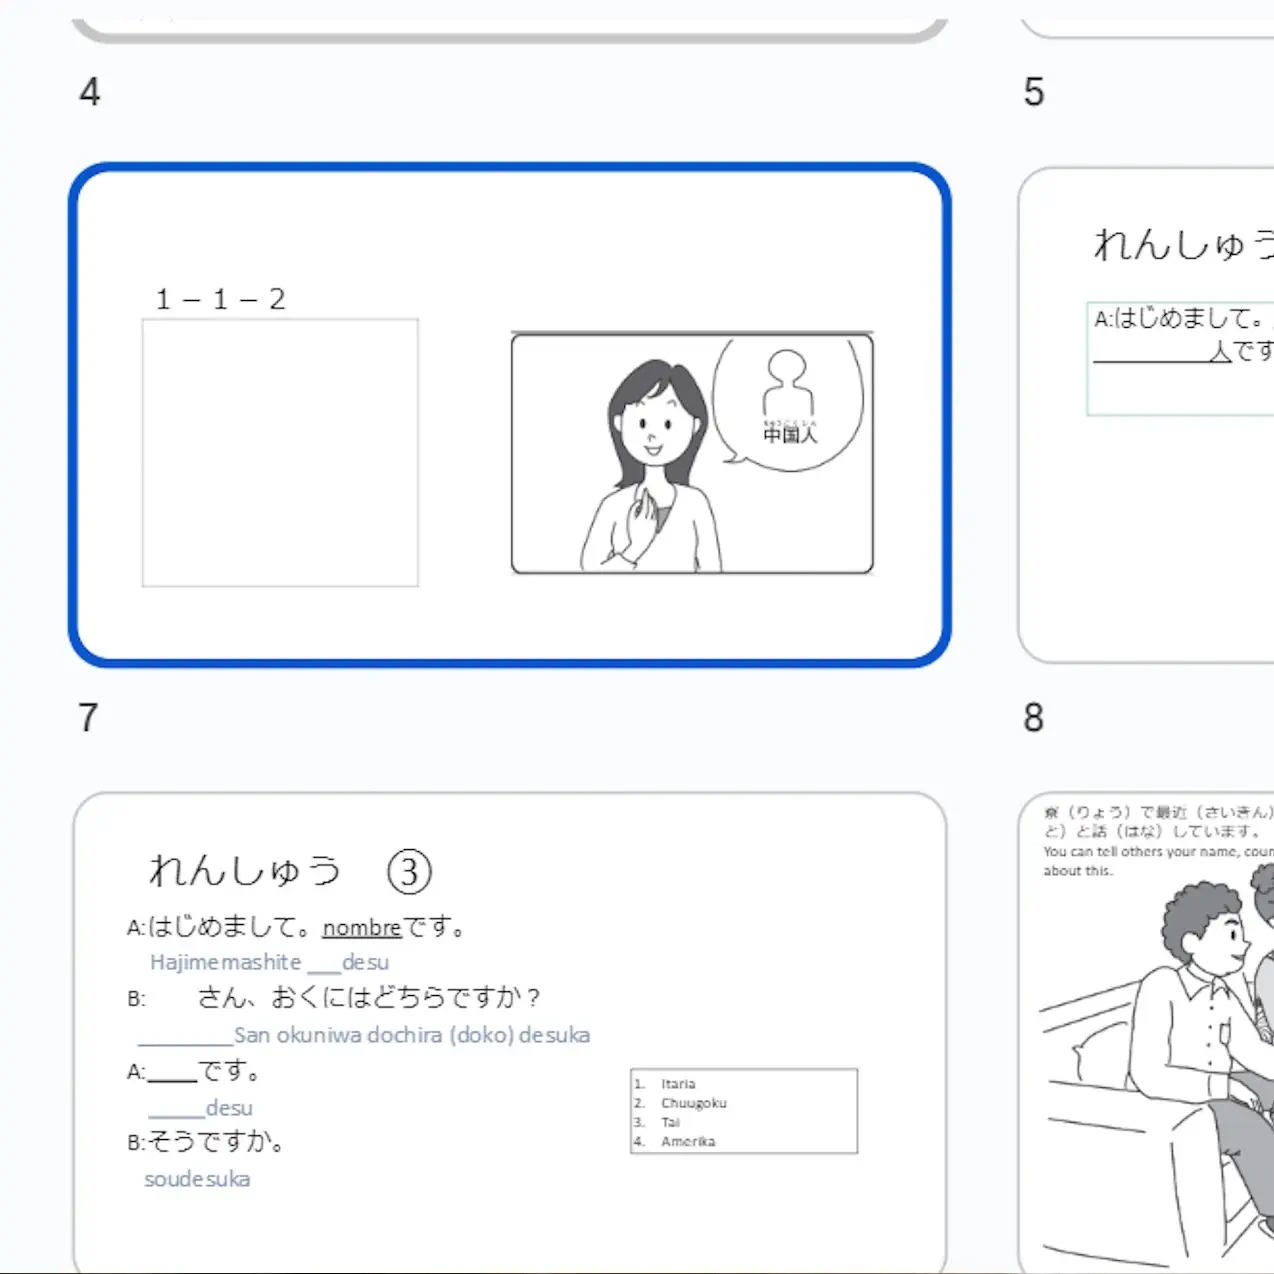 4
5
1 – 1 – 2
ちゅうごくじん
中国人
れんしゅう
A:はじめまして。
________人です
7
8
れんしゅう ③
A:はじめまして。nombreです。
Hajimemashite ___desu
B: さん、おくにはどちらですか？
________San okuniwa dochira (doko) desuka
A:____です。
_____desu
B:そうですか。
soudesuka
1. Itaria
2. Chuugoku
3. Tai
4. Amerika
寮（りょう）で最近（さいきん）
と）と話（はな）しています。
You can tell others your name, coun
about this.